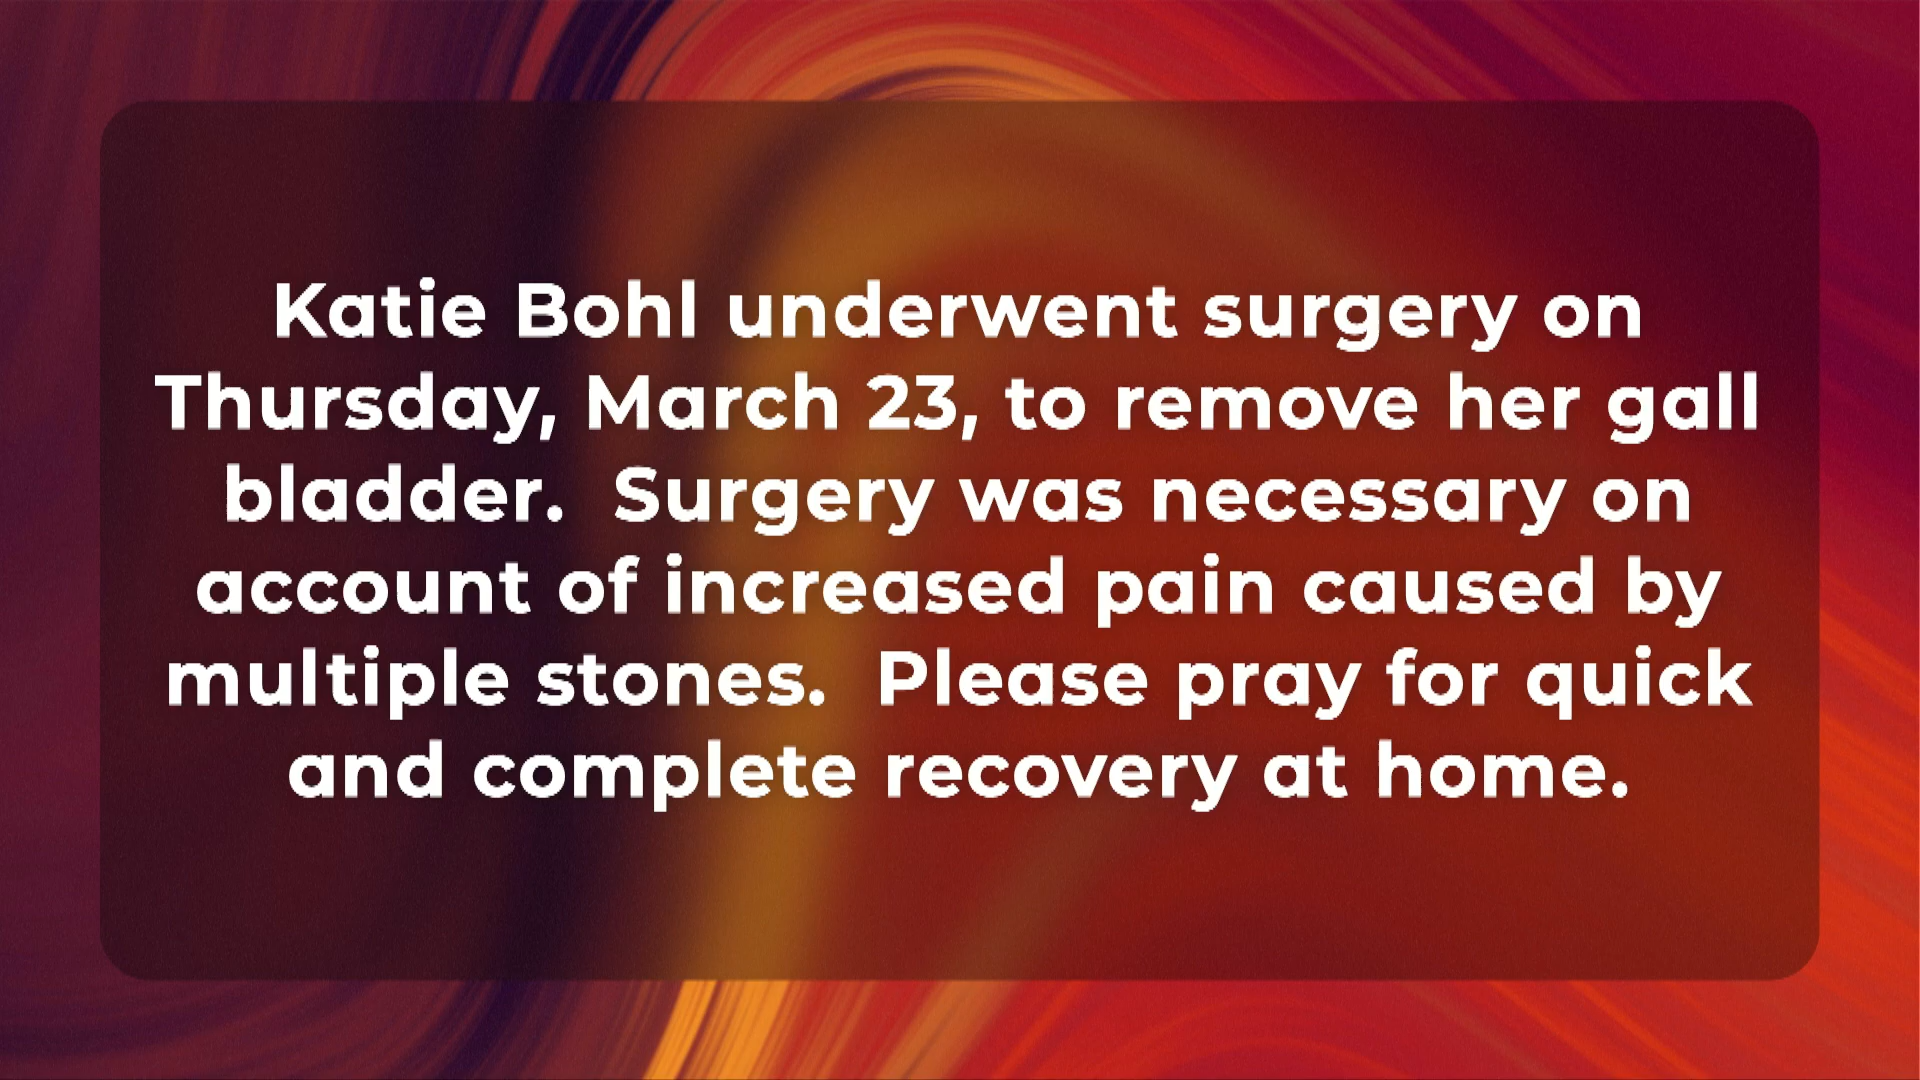 Katie Bohl underwent surgery on
Thursday, March 23, to remove her gall
bladder.  Surgery was necessary on
account of increased pain caused by
multiple stones.  Please pray for quick
and complete recovery at home.